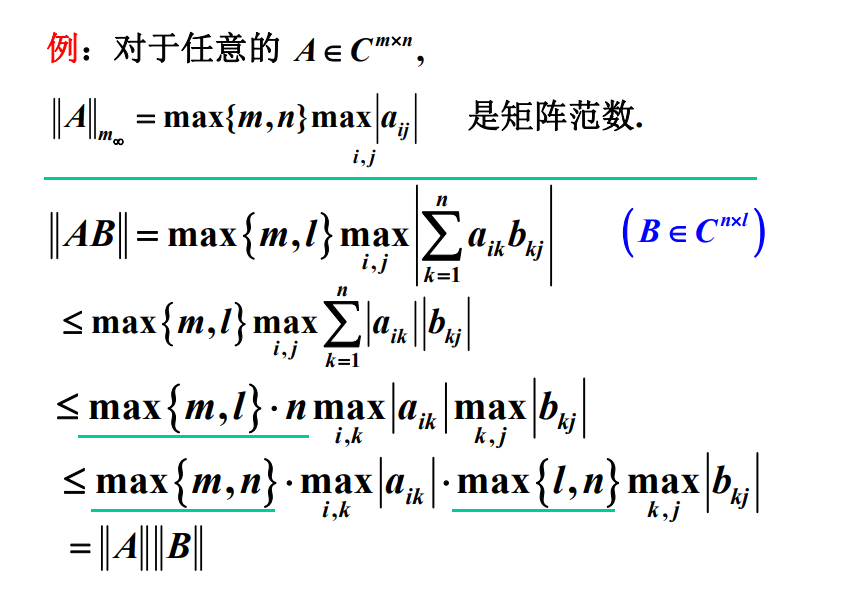 例：对于任意的 A ∈ C^{m×n},
‖A‖_{m∞} = max{m,n} max_{i,j} |a_{ij}| 是矩阵范数.
‖AB‖ = max{m,l} max_{i,j} |∑_{k=1}^{n} a_{ik} b_{kj}| (B ∈ C^{n×l})
≤ max{m,l} max_{i,j} ∑_{k=1}^{n} |a_{ik}| |b_{kj}|
≤ max{m,l} · n max_{i,k} |a_{ik}| max_{k,j} |b_{kj}|
≤ max{m,n} · max_{i,k} |a_{ik}| · max{l,n} max_{k,j} |b_{kj}|
= ‖A‖‖B‖